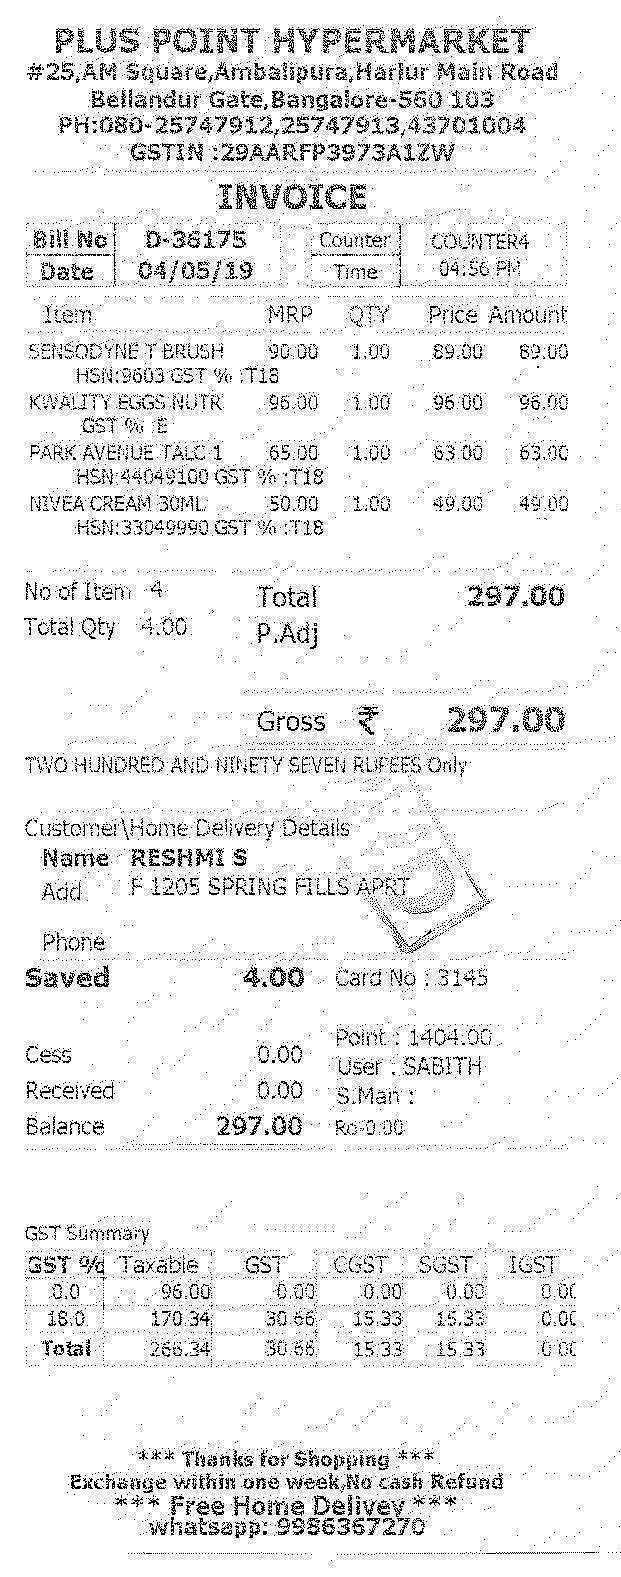 PLUS POINT HYPERMARKET
#25,AM Square,Ambalipura,Harlur Main Road
Bellandur Gate,Bangalore-560 103
PH:080-25747912,25747913,43701004
GSTIN :29AARFP3973A1ZW
INVOICE
Bill No D-36175 Counter COUNTER4
Date 04/05/19 Time 04:56 PM
Item MRP QTY Price Amount
SENSODYNE T BRUSH 90.00 1.00 89.00 89.00
HSN:9603 GST % :T18
KWALITY EGGS NUTR 96.00 1.00 96.00 96.00
GST % E
PARK AVENUE TALC 1 65.00 1.00 63.00 63.00
HSN:44049100 GST % :T18
NIVEA CREAM 30ML 50.00 1.00 49.00 49.00
HSN:33049990 GST % :T18
No of Item 4 Total 297.00
Total Qty 4.00 P.Adj
Gross ₹ 297.00
TWO HUNDRED AND NINETY SEVEN RUPEES Only
Customer\Home Delivery Details
Name RESHMI S
Add F 1205 SPRING FILLS APRT
Phone
Saved 4.00 Card No : 3145
Point : 1404.00
Cess 0.00 User . SABITH
Received 0.00 S.Man :
Balance 297.00 Ro-0.00
GST Summary
GST % Taxable GST CGST SGST IGST
0.0 96.00 0.00 0.00 0.00 0.00
18.0 170.34 30.66 15.33 15.33 0.00
Total 266.34 30.66 15.33 15.33 0.00
*** Thanks for Shopping ***
Exchange within one week,No cash Refund
*** Free Home Delivey ***
whatsapp: 9986367270